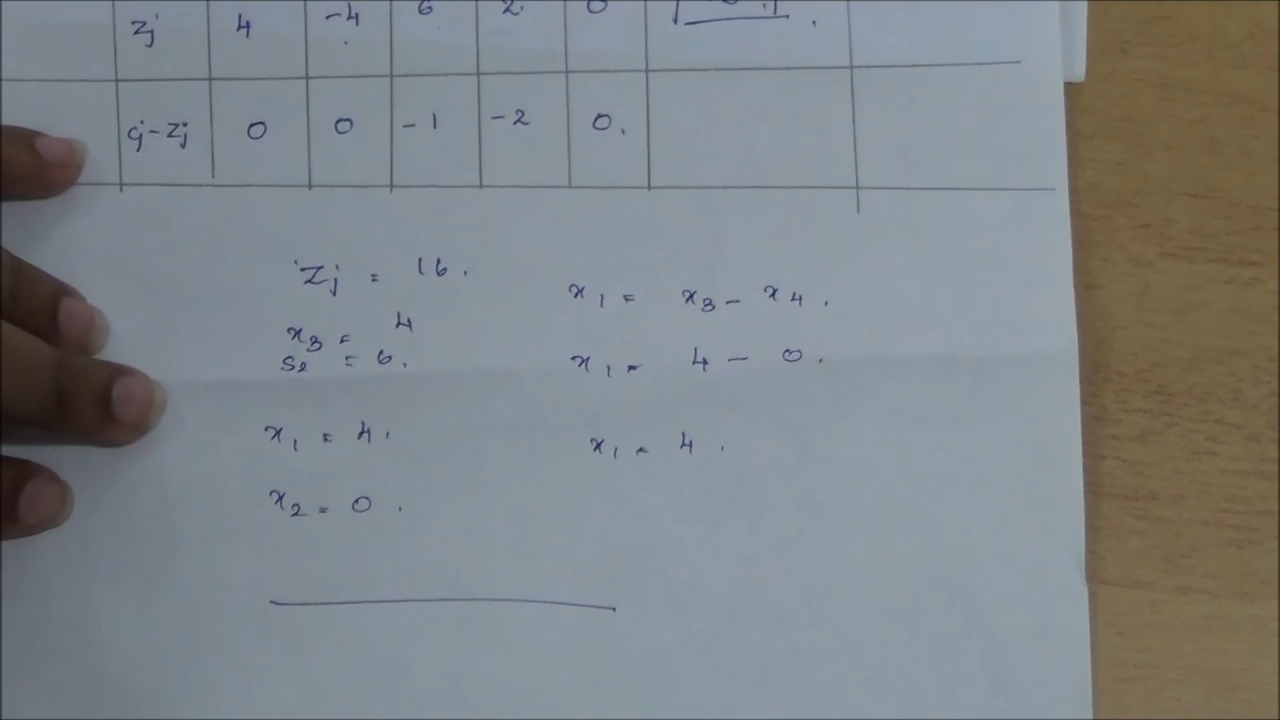 Zj 4 -4 6 2 0
Cj-Zj 0 0 -1 -2 0.
Zj = 16.
x3 = 4
S2 = 6.
x1 = 4.
x2 = 0.
x1 = x3 - x4.
x1 = 4 - 0.
x1 = 4.